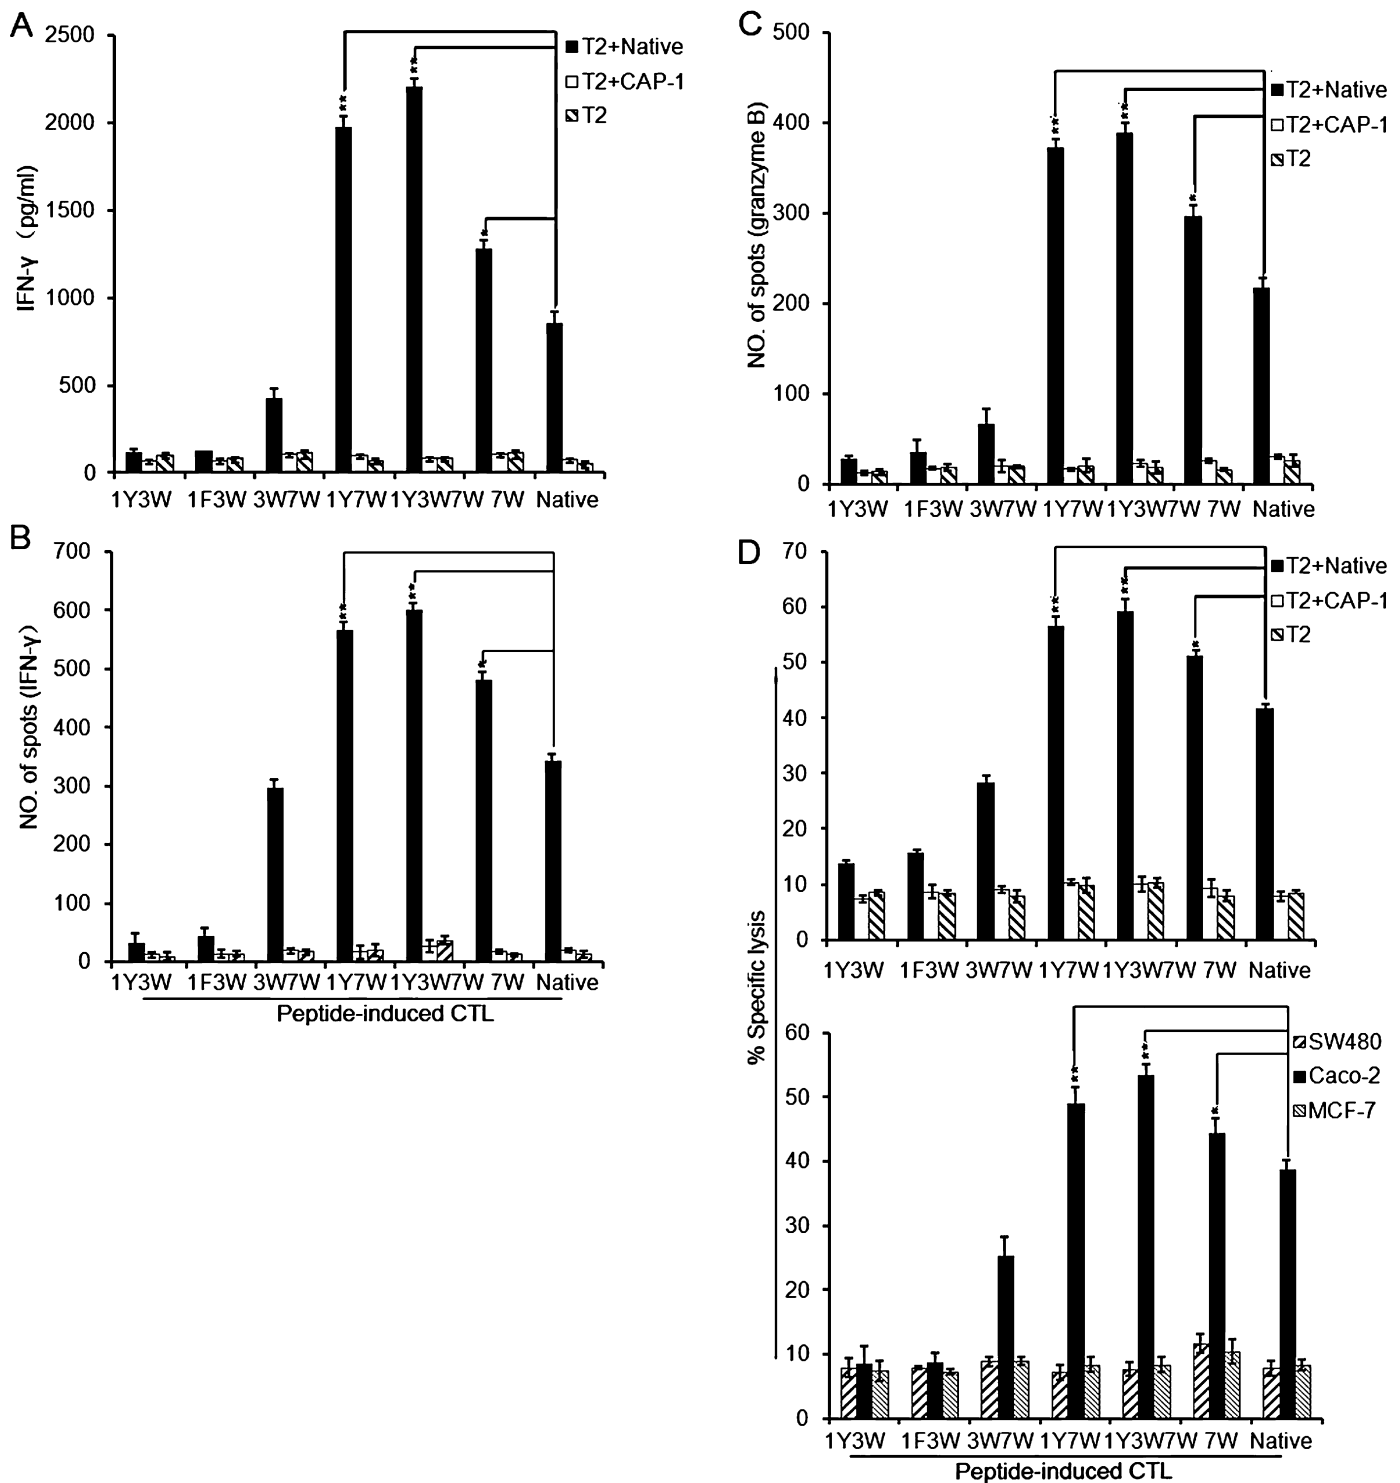 A
2500
2000
1500
1000
500
0
IFN-γ （pg/ml)
** ** *
T2+Native
T2+CAP-1
T2
1Y3W 1F3W 3W7W 1Y7W 1Y3W7W 7W Native
B
700
600
500
400
300
200
100
0
NO. of spots (IFN-γ)
** ** *
1Y3W 1F3W 3W7W 1Y7W 1Y3W7W 7W Native
Peptide-induced CTL
C
500
400
300
200
100
0
NO. of spots (granzyme B)
** ** *
T2+Native
T2+CAP-1
T2
1Y3W 1F3W 3W7W 1Y7W 1Y3W7W 7W Native
D
70
60
50
40
30
20
10
0
% Specific lysis
** ** *
T2+Native
T2+CAP-1
T2
1Y3W 1F3W 3W7W 1Y7W 1Y3W7W 7W Native
60
50
40
30
20
10
0
** ** *
SW480
Caco-2
MCF-7
1Y3W 1F3W 3W7W 1Y7W 1Y3W7W 7W Native
Peptide-induced CTL